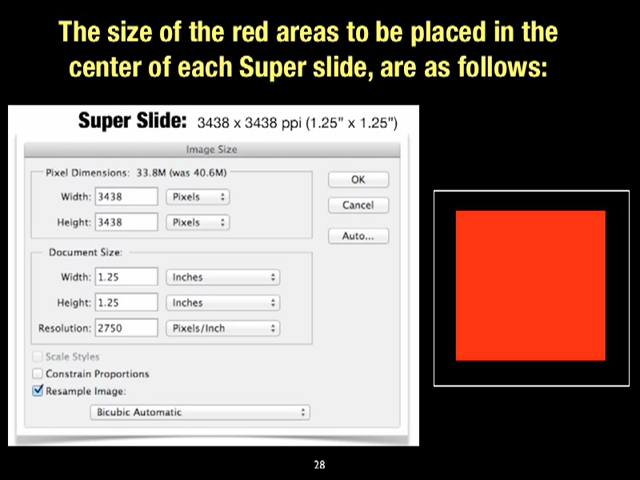 The size of the red areas to be placed in the
center of each Super slide, are as follows:
Super Slide: 3438 x 3438 ppi (1.25" x 1.25")
Image Size
Pixel Dimensions: 33.8M (was 40.6M)
Width: 3438 Pixels
Height: 3438 Pixels
OK
Cancel
Auto...
Document Size:
Width: 1.25 Inches
Height: 1.25 Inches
Resolution: 2750 Pixels/Inch
Scale Styles
Constrain Proportions
Resample Image:
Bicubic Automatic
28